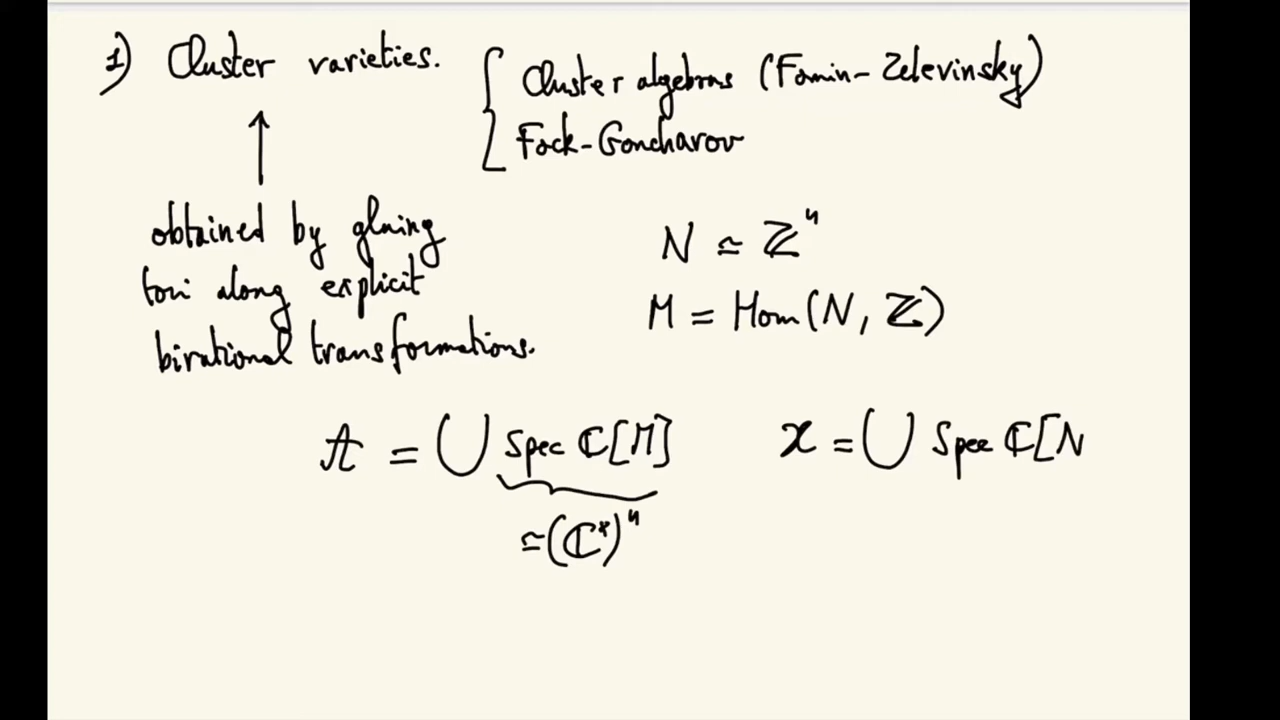 1) Cluster varieties.
{ Cluster algebras (Fomin-Zelevinsky)
Fock-Goncharov
↑
obtained by gluing
tori along explicit
birational transformations.
N ≃ ℤⁿ
M = Hom(N, ℤ)
𝒜 = ⋃ Spec ℂ[M]
≃(ℂ*)ⁿ
𝒳 = ⋃ Spec ℂ[N